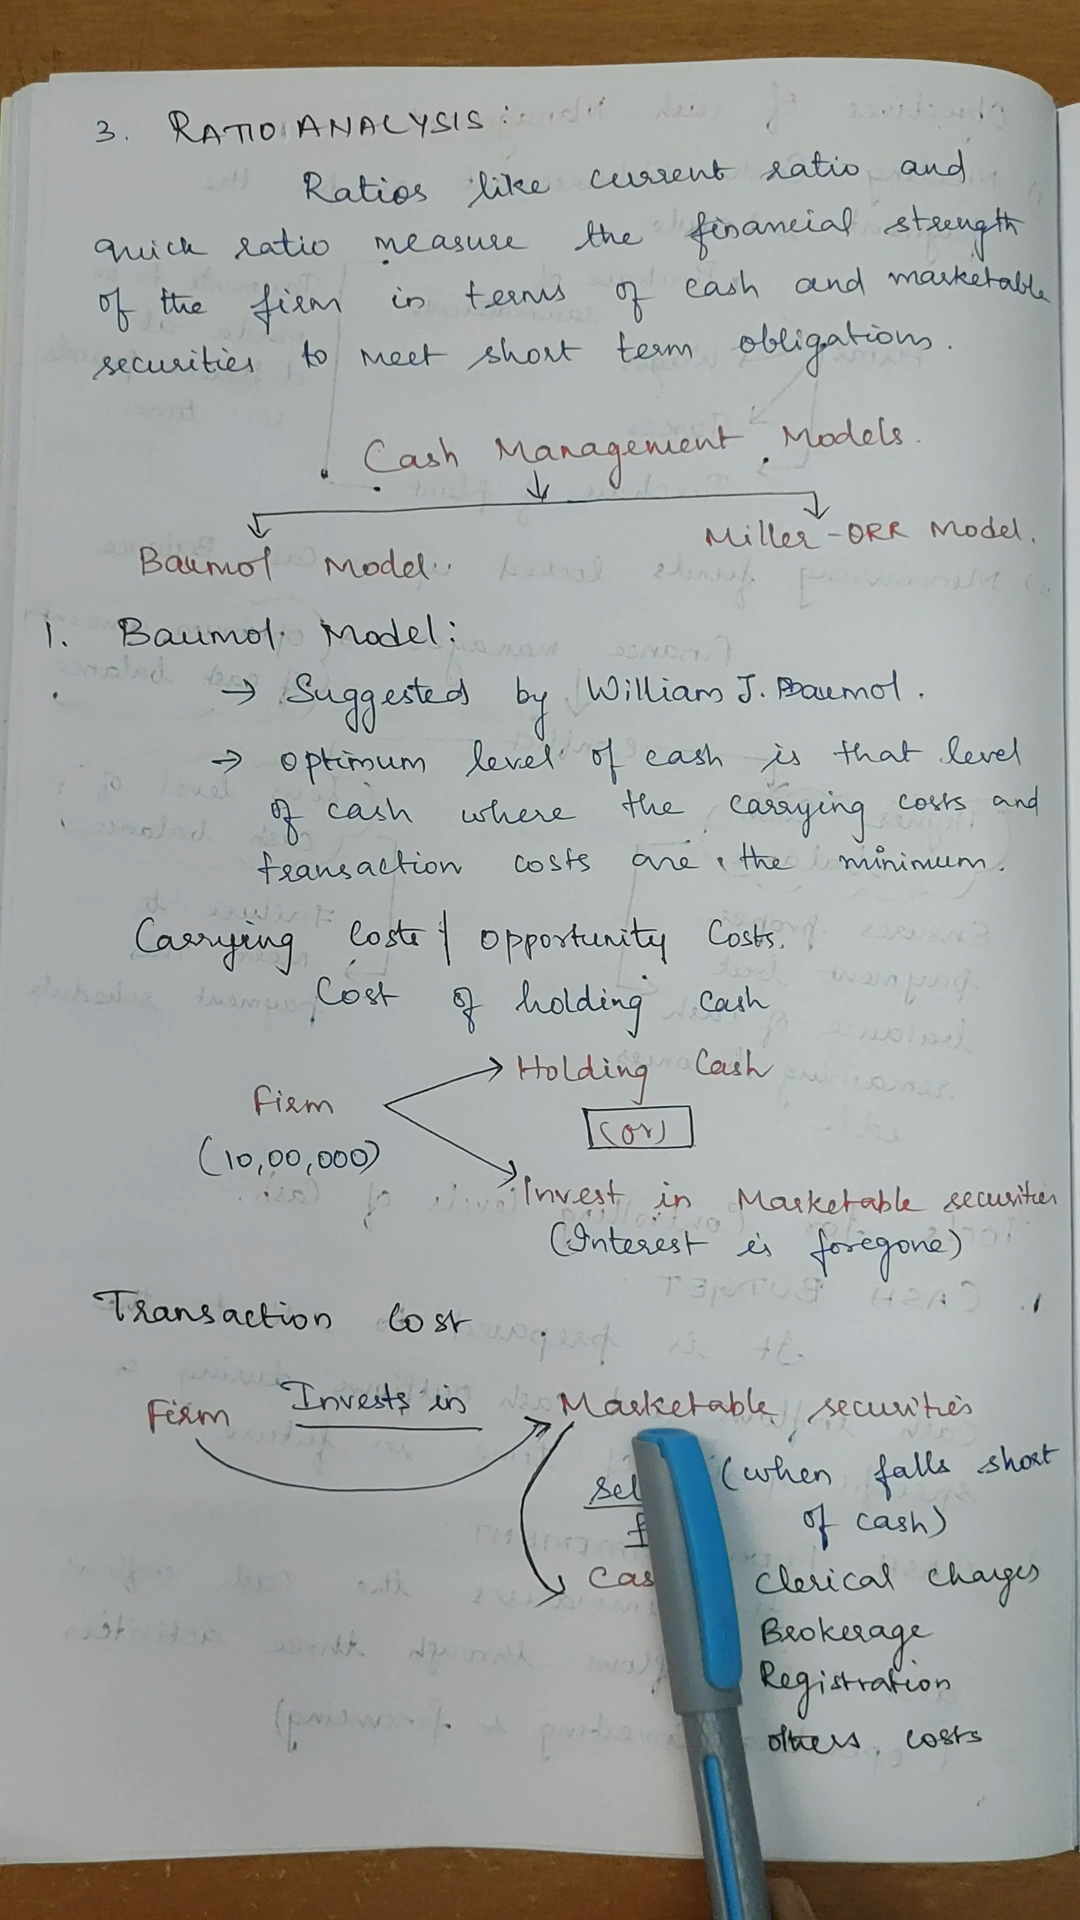 3. RATIO ANALYSIS:
Ratios like current ratio and
quick ratio measure the financial strength
of the firm in terms of cash and marketable
securities to meet short term obligations.
Cash Management Models.
Baumol Model
Miller-ORR Model.
1. Baumol Model:
→ Suggested by William J. Baumol.
→ optimum level of cash is that level
of cash where the carrying costs and
transaction costs are the minimum.
Carrying Costs / opportunity Costs.
Cost of holding Cash
Firm
(10,00,000)
Holding Cash
(or)
Invest in Marketable securities
(Interest is foregone)
Transaction Cost
Firm Invests in Marketable securities
(when falls short
of cash)
Clerical charges
Brokerage
Registration
others costs